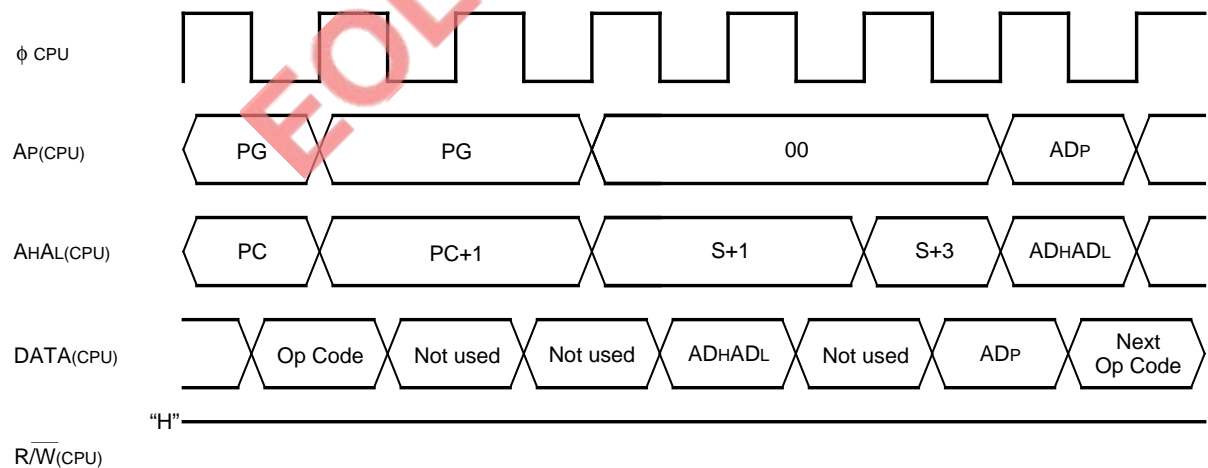 EOL
ϕ CPU
AP(CPU)
PG
PG
00
ADP
AHAL(CPU)
PC
PC+1
S+1
S+3
ADHADL
DATA(CPU)
Op Code
Not used
Not used
ADHADL
Not used
ADP
Next
Op Code
“H”
R/W(CPU)